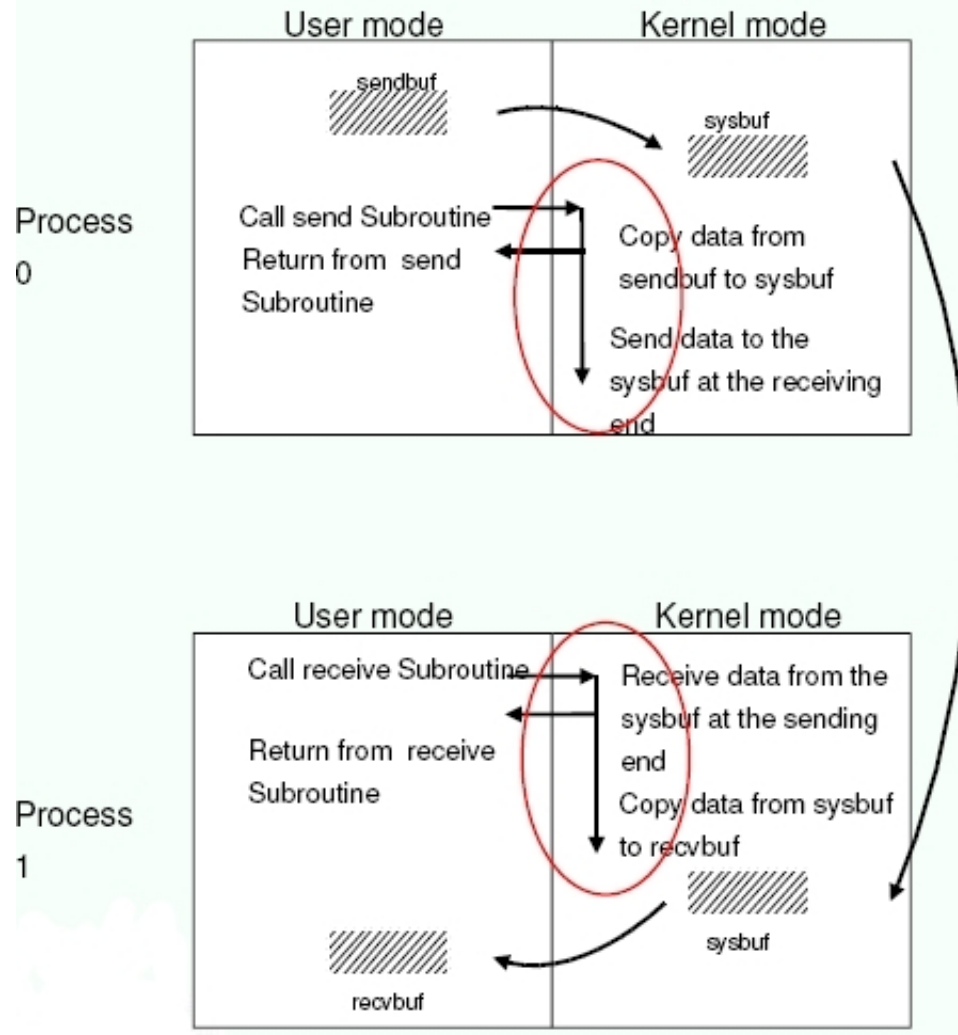 User mode
Kernel mode
sendbuf
sysbuf
Process
0
Call send Subroutine
Return from send
Subroutine
Copy data from
sendbuf to sysbuf
Send data to the
sysbuf at the receiving
end
User mode
Kernel mode
Process
1
Call receive Subroutine
Return from receive
Subroutine
Receive data from the
sysbuf at the sending
end
Copy data from sysbuf
to recvbuf
sysbuf
recvbuf